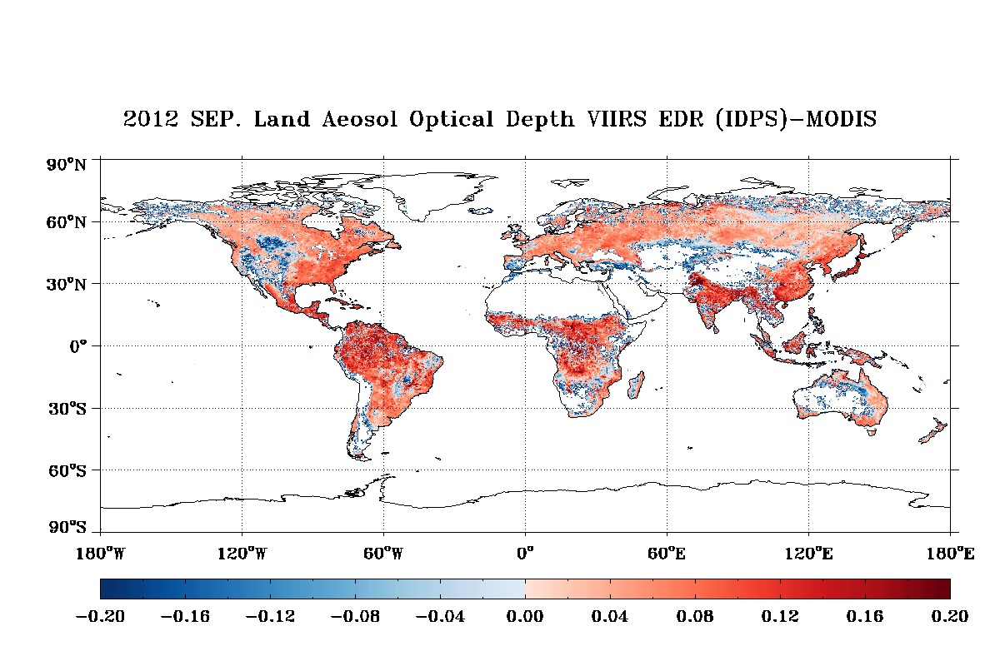 2012 SEP. Land Aeosol Optical Depth VIIRS EDR (IDPS)-MODIS
90°N
60°N
30°N
0°
30°S
60°S
90°S
180°W 120°W 60°W 0° 60°E 120°E 180°E
-0.20 -0.16 -0.12 -0.08 -0.04 0.00 0.04 0.08 0.12 0.16 0.20